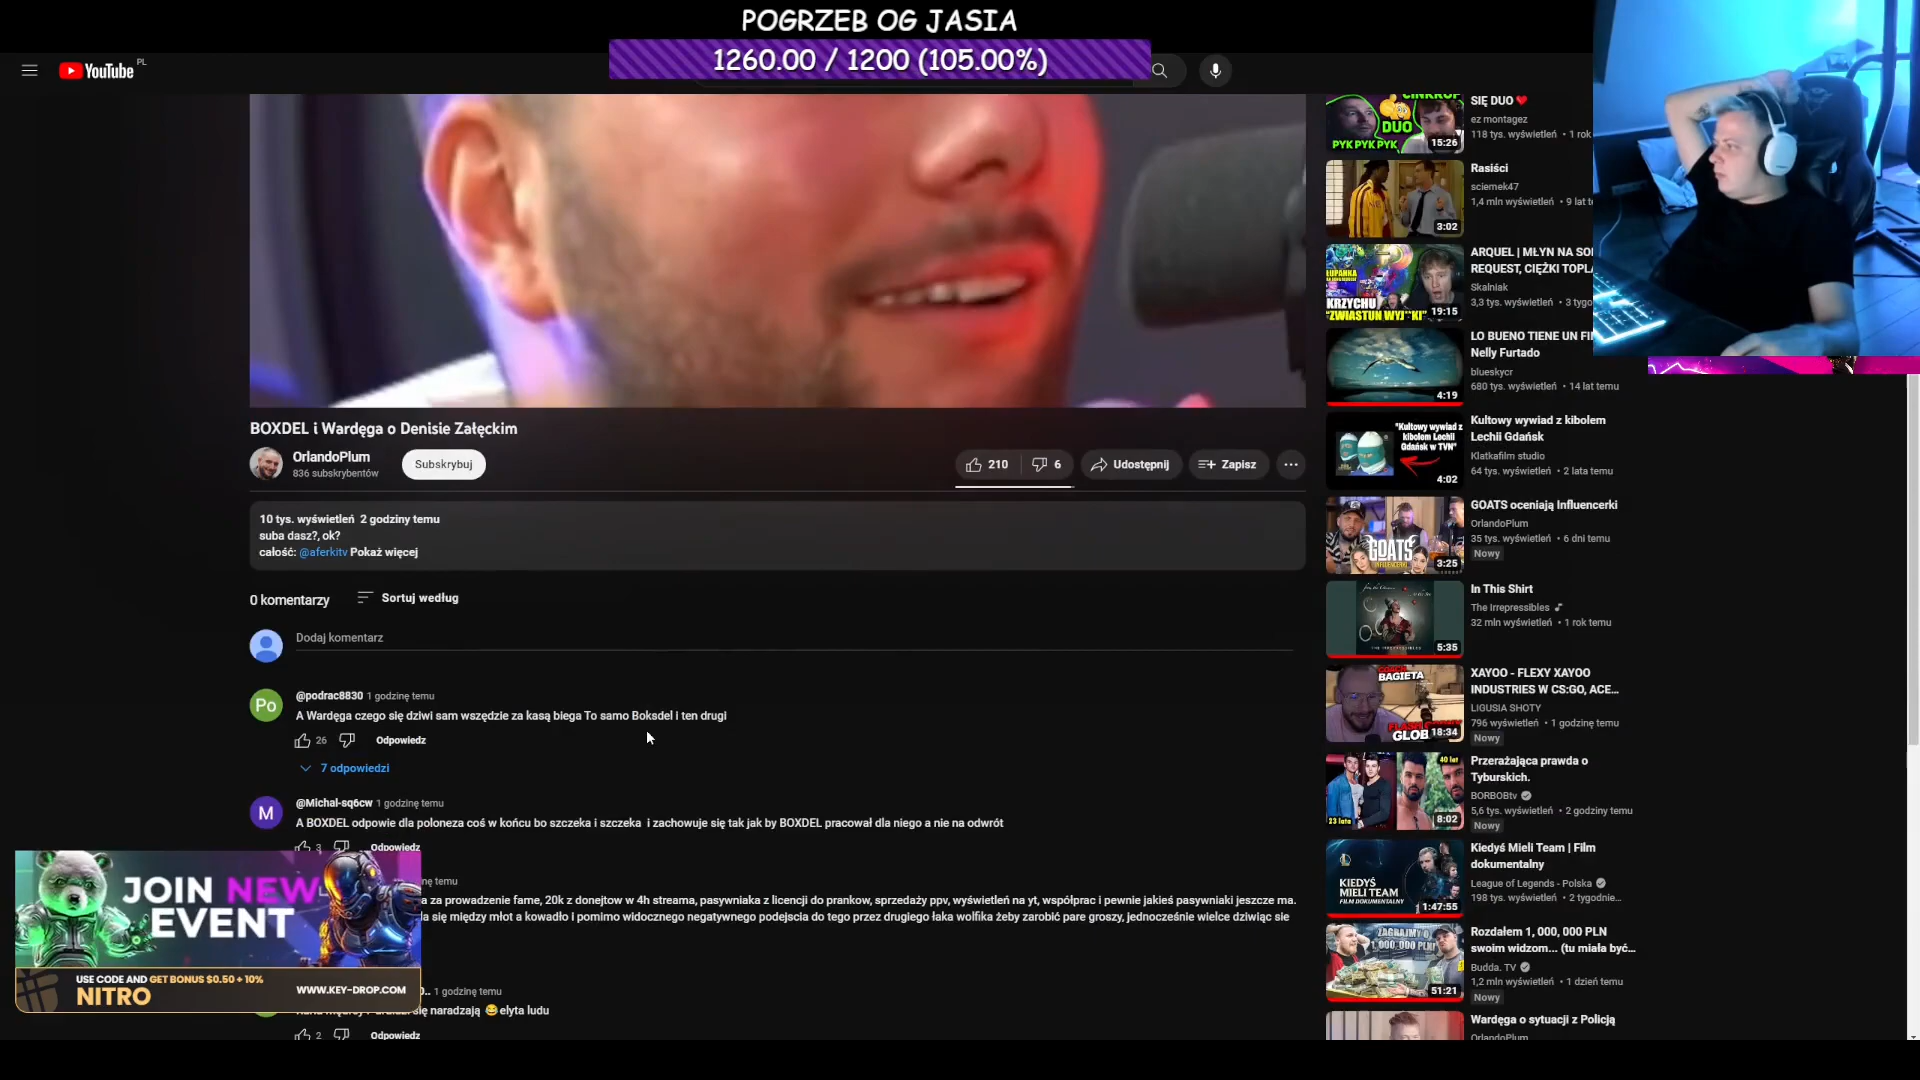 POGRZEB OG JASIA
1260.00 / 1200 (105.00%)
YouTube PL
BOXDEL i Wardęga o Denisie Załęckim
OrlandoPlum
836 subskrybentów
Subskrybuj
210
6
Udostępnij
Zapisz
10 tys. wyświetleń 2 godziny temu
suba dasz?, ok?
całość: @aferkitv Pokaż więcej
0 komentarzy
Sortuj według
Dodaj komentarz
Po
@podrac8830 1 godzinę temu
A Wardęga czego się dziwi sam wszędzie za kasą biega To samo Boksdel i ten drugi
26
Odpowiedz
7 odpowiedzi
M
@Michal-sq6cw 1 godzinę temu
A BOXDEL odpowie dla poloneza coś w końcu bo szczeka i szczeka i zachowuje się tak jak by BOXDEL pracował dla niego a nie na odwrót
3
Odpowiedz
temu
a za prowadzenie fame, 20k z donejtow w 4h streama, pasywniaka z licencji do prankow, sprzedaży ppv, wyświetleń na yt, współprac i pewnie jakieś pasywniaki jeszcze ma.
się między młot a kowadło i pomimo widocznego negatywnego podejscia do tego przez drugiego łaka wolfika żeby zarobić pare groszy, jednocześnie wielce dziwiąc sie
1 godzinę temu
się naradzają 😂elyta ludu
2
Odpowiedz
JOIN NEW
EVENT
USE CODE AND GET BONUS $0.50 + 10%
NITRO
WWW.KEY-DROP.COM
DUO
PYK PYK PYK
15:26
SIĘ DUO❤️
ez montagez
118 tys. wyświetleń • 1 rok
3:02
Rasiści
sciemek47
1,4 mln wyświetleń • 9 lat
KRZYCHU
"ZWIASTUN WYJ**KI"
19:15
ARQUEL | MŁYN NA
REQUEST, CIĘŻKI
Skalniak
3,3 tys. wyświetleń • 3
4:19
LO BUENO TIENE UN
Nelly Furtado
blueskycr
680 tys. wyświetleń • 14 lat temu
"Kultowy wywiad z
kibolem Lechii
Gdańsk w TVN"
4:02
Kultowy wywiad z kibolem
Lechii Gdańsk
Klatkafilm studio
64 tys. wyświetleń • 2 lata temu
GOATS
3:25
GOATS oceniają Influencerki
OrlandoPlum
35 tys. wyświetleń • 6 dni temu
Nowy
5:35
In This Shirt
The Irrepressibles
32 mln wyświetleń • 1 rok temu
BAGIETA
18:34
XAYOO - FLEXY XAYOO
INDUSTRIES W CS:GO, ACE...
LIGUSIA SHOTY
796 wyświetleń • 1 godzinę temu
Nowy
40 lat
23 lata
8:02
Przerażająca prawda o
Tyburskich.
BORBOBtv
5,6 tys. wyświetleń • 2 godziny temu
Nowy
KIEDYŚ
MIELI TEAM
FILM DOKUMENTALNY
1:47:55
Kiedyś Mieli Team | Film
dokumentalny
League of Legends - Polska
198 tys. wyświetleń • 2 tygodnie...
ZAGRAJMY O
1,000,000 PLN
51:21
Rozdałem 1, 000, 000 PLN
swoim widzom... (tu miała być...
Budda. TV
1,2 mln wyświetleń • 1 dzień temu
Nowy
Wardęga o sytuacji z Policją
OrlandoPlum